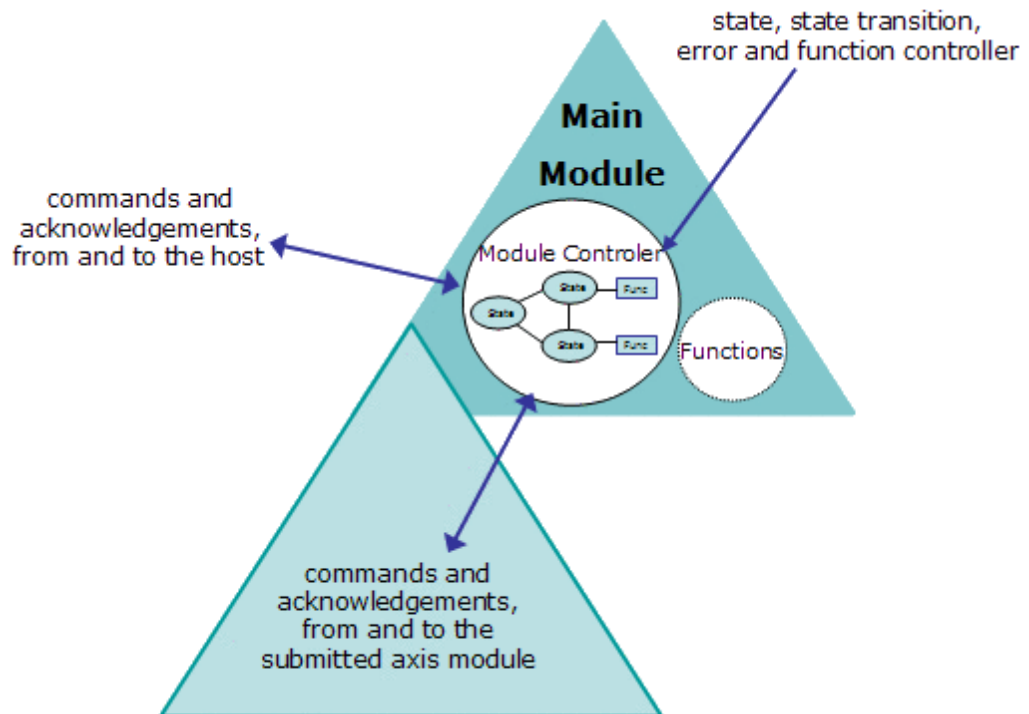 state, state transition,
error and function controller
Main
Module
commands and
acknowledgements,
from and to the host
Module Controler
State
Func
State
State
Func
Functions
commands and
acknowledgements,
from and to the
submitted axis module